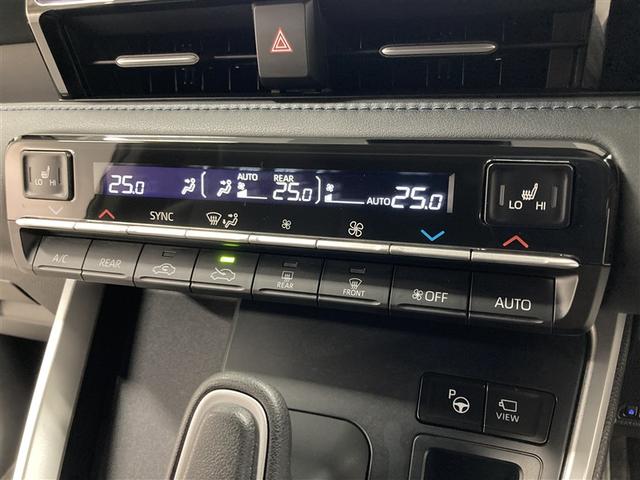 AUTO REAR
25.0 25.0 AUTO 25.0
LO HI
LO HI
SYNC
A/C REAR REAR FRONT OFF AUTO
P VIEW